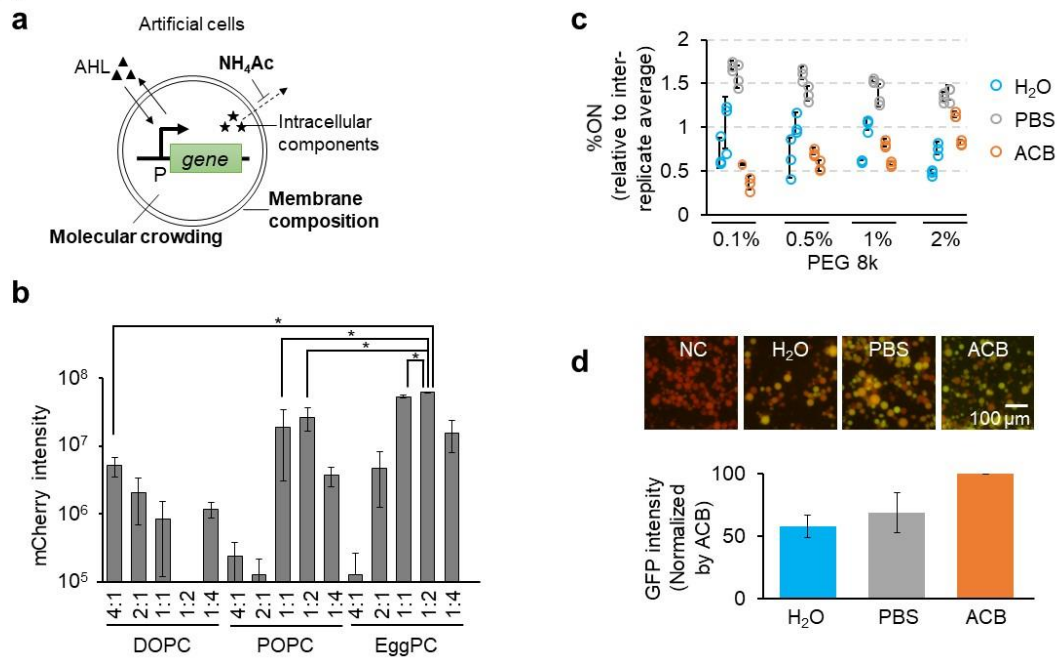 a
Artificial cells
AHL
NH₄Ac
Intracellular
components
gene
P
Membrane
composition
Molecular crowding
b
*
*
*
*
mCherry intensity
10⁸
10⁷
10⁶
10⁵
4:1
2:1
1:1
1:2
1:4
4:1
2:1
1:1
1:2
1:4
4:1
2:1
1:1
1:2
1:4
DOPC
POPC
EggPC
c
%ON
(relative to inter-
replicate average)
2
1.5
1
0.5
0
0.1%
0.5%
1%
2%
PEG 8k
H₂O
PBS
ACB
d
NC
H₂O
PBS
ACB
100 µm
GFP intensity
(Normalized
by ACB)
100
50
0
H₂O
PBS
ACB